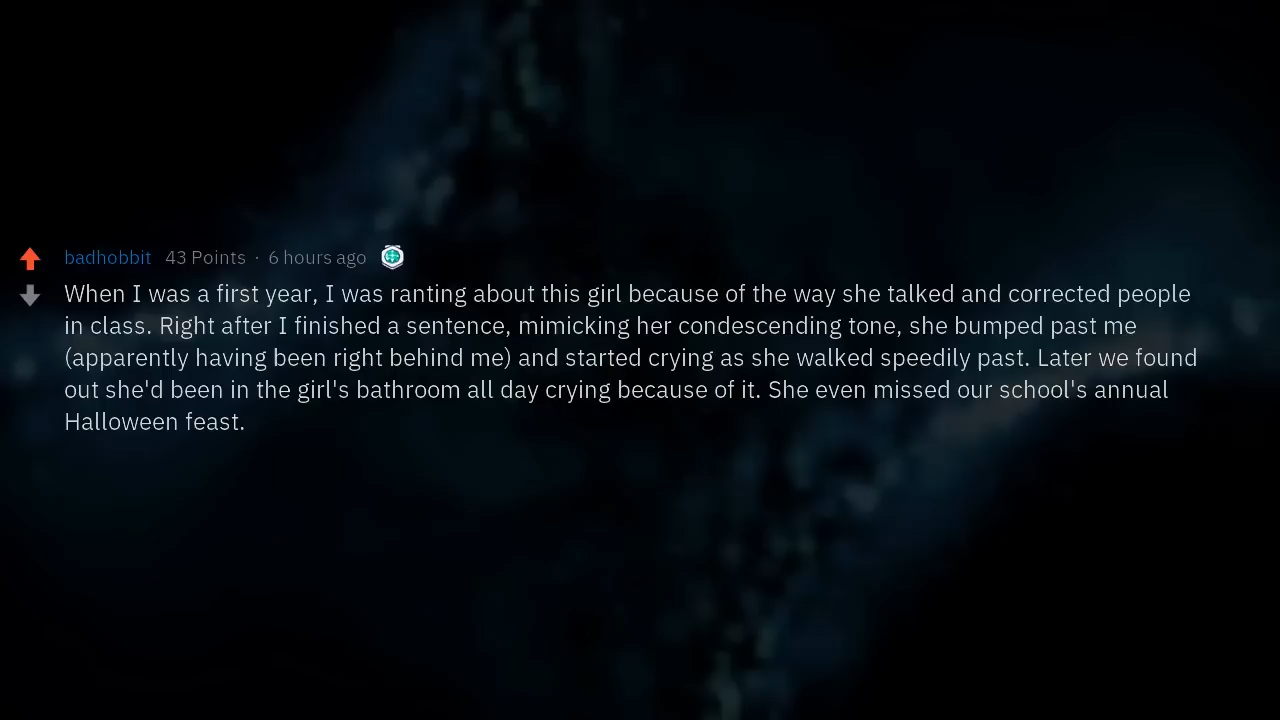 badhobbit 43 Points · 6 hours ago
When I was a first year, I was ranting about this girl because of the way she talked and corrected people
in class. Right after I finished a sentence, mimicking her condescending tone, she bumped past me
(apparently having been right behind me) and started crying as she walked speedily past. Later we found
out she'd been in the girl's bathroom all day crying because of it. She even missed our school's annual
Halloween feast.